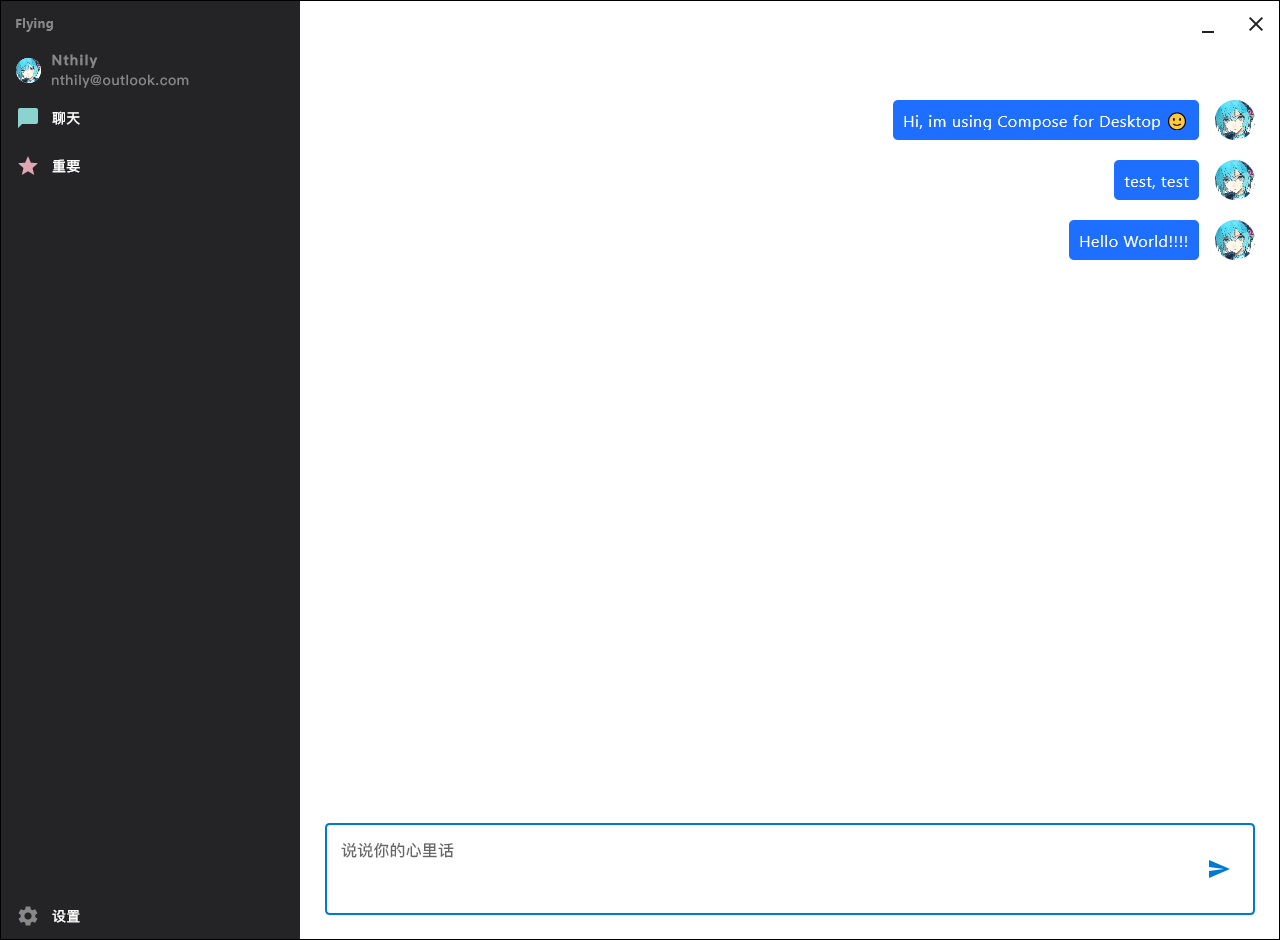 Flying
Nthily
nthily@outlook.com
聊天
重要
设置
Hi, im using Compose for Desktop 🙂
test, test
Hello World!!!!
说说你的心里话